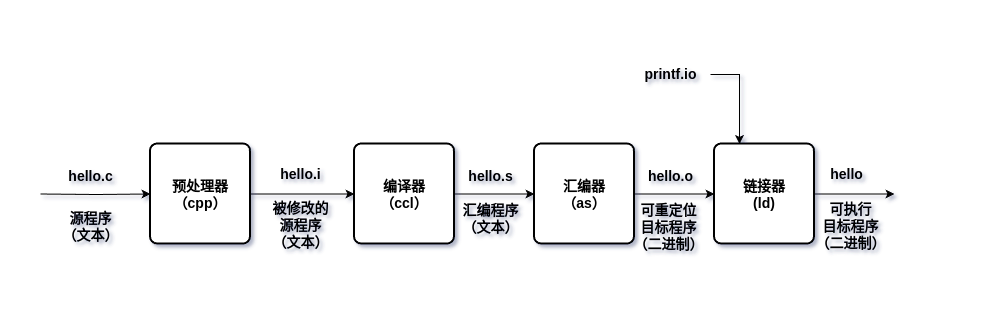 printf.io
hello.c
源程序
（文本）
预处理器
（cpp）
hello.i
被修改的
源程序
（文本）
编译器
（ccl）
hello.s
汇编程序
（文本）
汇编器
（as）
hello.o
可重定位
目标程序
（二进制）
链接器
(ld)
hello
可执行
目标程序
（二进制）